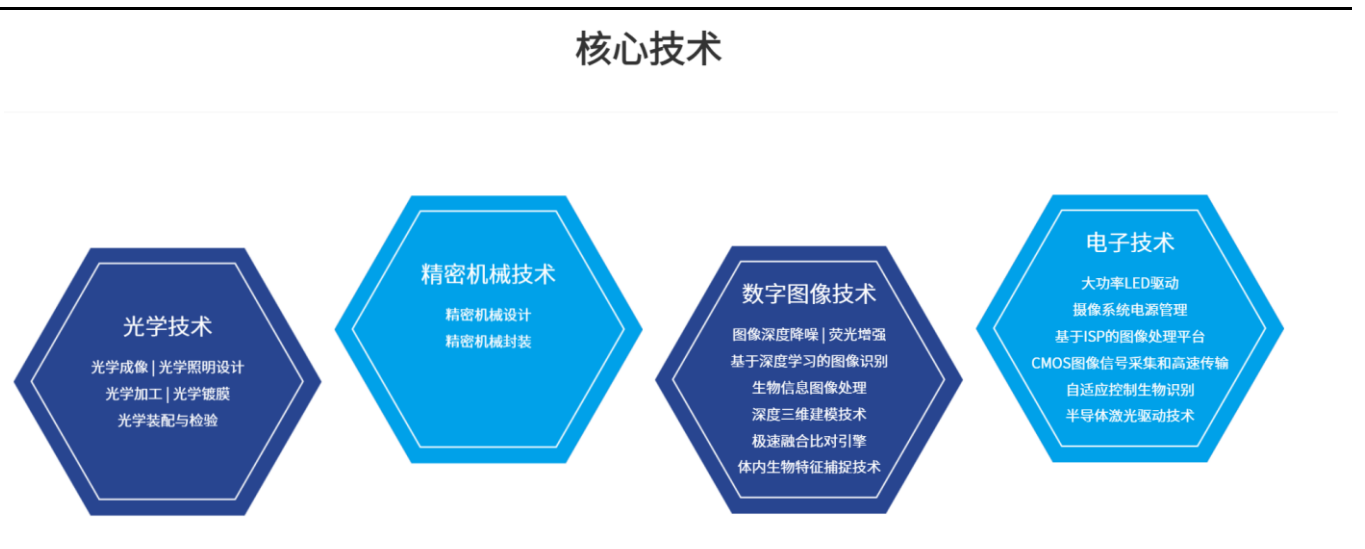 核心技术
光学技术
光学成像 | 光学照明设计
光学加工 | 光学镀膜
光学装配与检验
精密机械技术
精密机械设计
精密机械封装
数字图像技术
图像深度降噪 | 荧光增强
基于深度学习的图像识别
生物信息图像处理
深度三维建模技术
极速融合比对引擎
体内生物特征捕捉技术
电子技术
大功率LED驱动
摄像系统电源管理
基于ISP的图像处理平台
CMOS图像信号采集和高速传输
自适应控制生物识别
半导体激光驱动技术